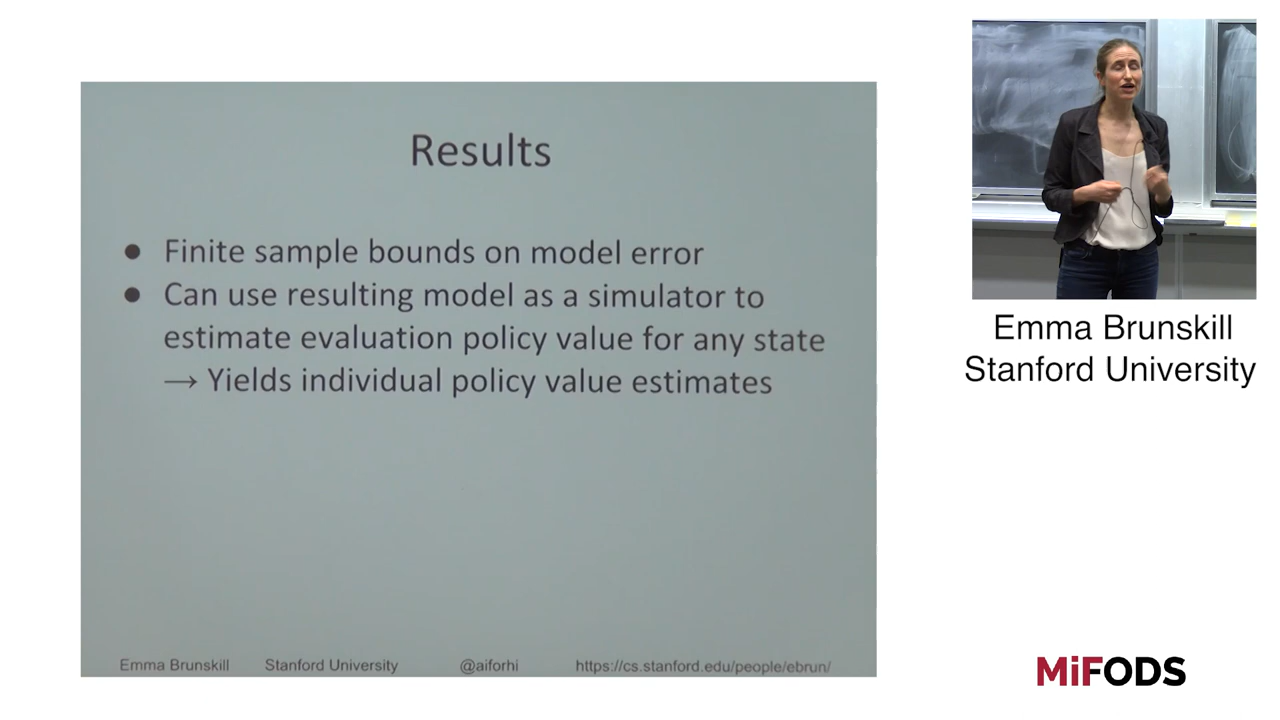 Results
● Finite sample bounds on model error
● Can use resulting model as a simulator to
estimate evaluation policy value for any state
→ Yields individual policy value estimates
Emma Brunskill Stanford University @aiforhi https://cs.stanford.edu/people/ebrun/
Emma Brunskill
Stanford University
MiFODS